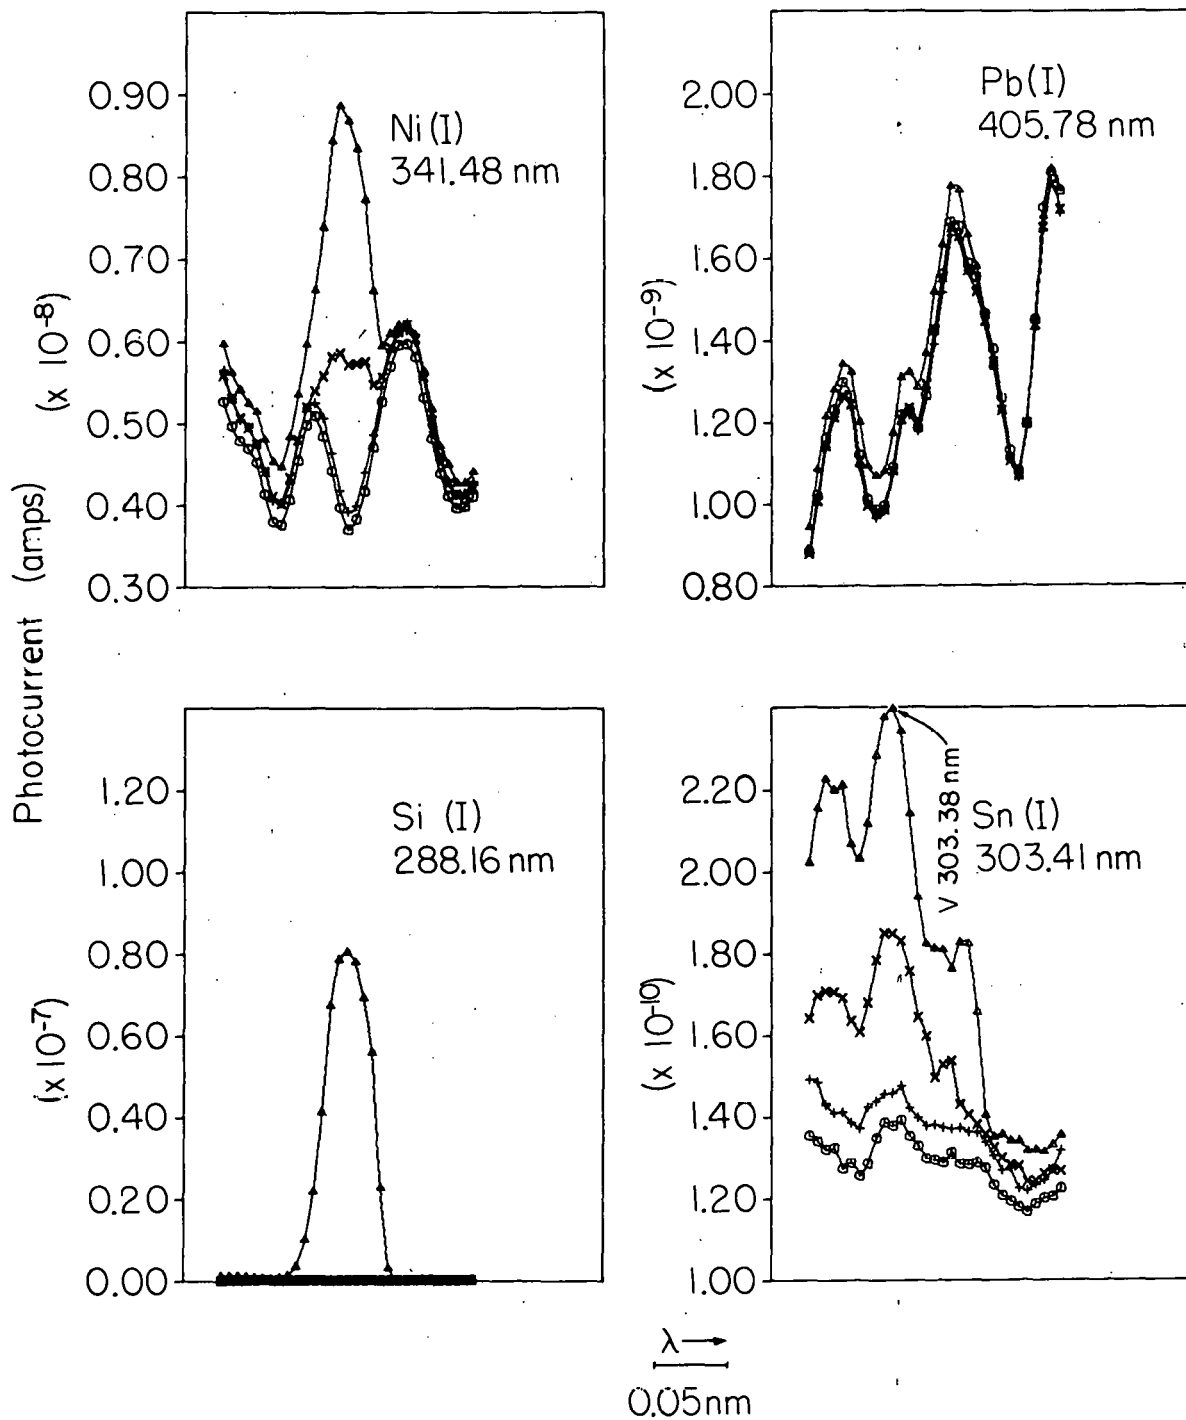 Photocurrent (amps)
(x 10⁻⁸)
0.90
0.80
0.70
0.60
0.50
0.40
0.30
Ni (I)
341.48 nm
(x 10⁻⁹)
2.00
1.80
1.60
1.40
1.20
1.00
0.80
Pb (I)
405.78 nm
(x 10⁻⁷)
1.20
1.00
0.80
0.60
0.40
0.20
0.00
Si (I)
288.16 nm
(x 10⁻¹⁰)
2.20
2.00
1.80
1.60
1.40
1.20
1.00
V 303.38 nm
Sn (I)
303.41 nm
λ→
0.05nm